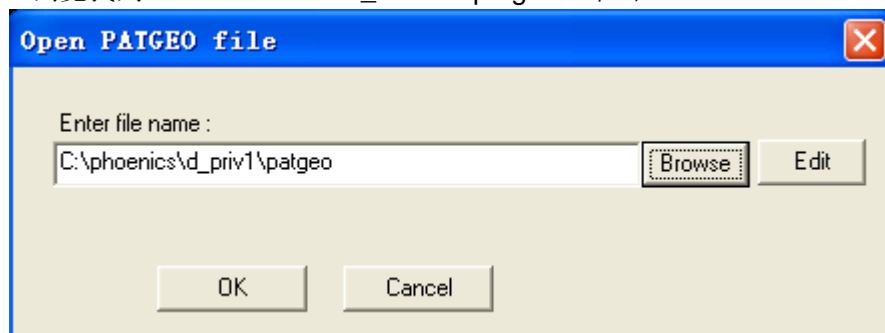 Open PATGEO file
Enter file name :
C:\phoenics\d_priv1\patgeo
Browse
Edit
OK
Cancel